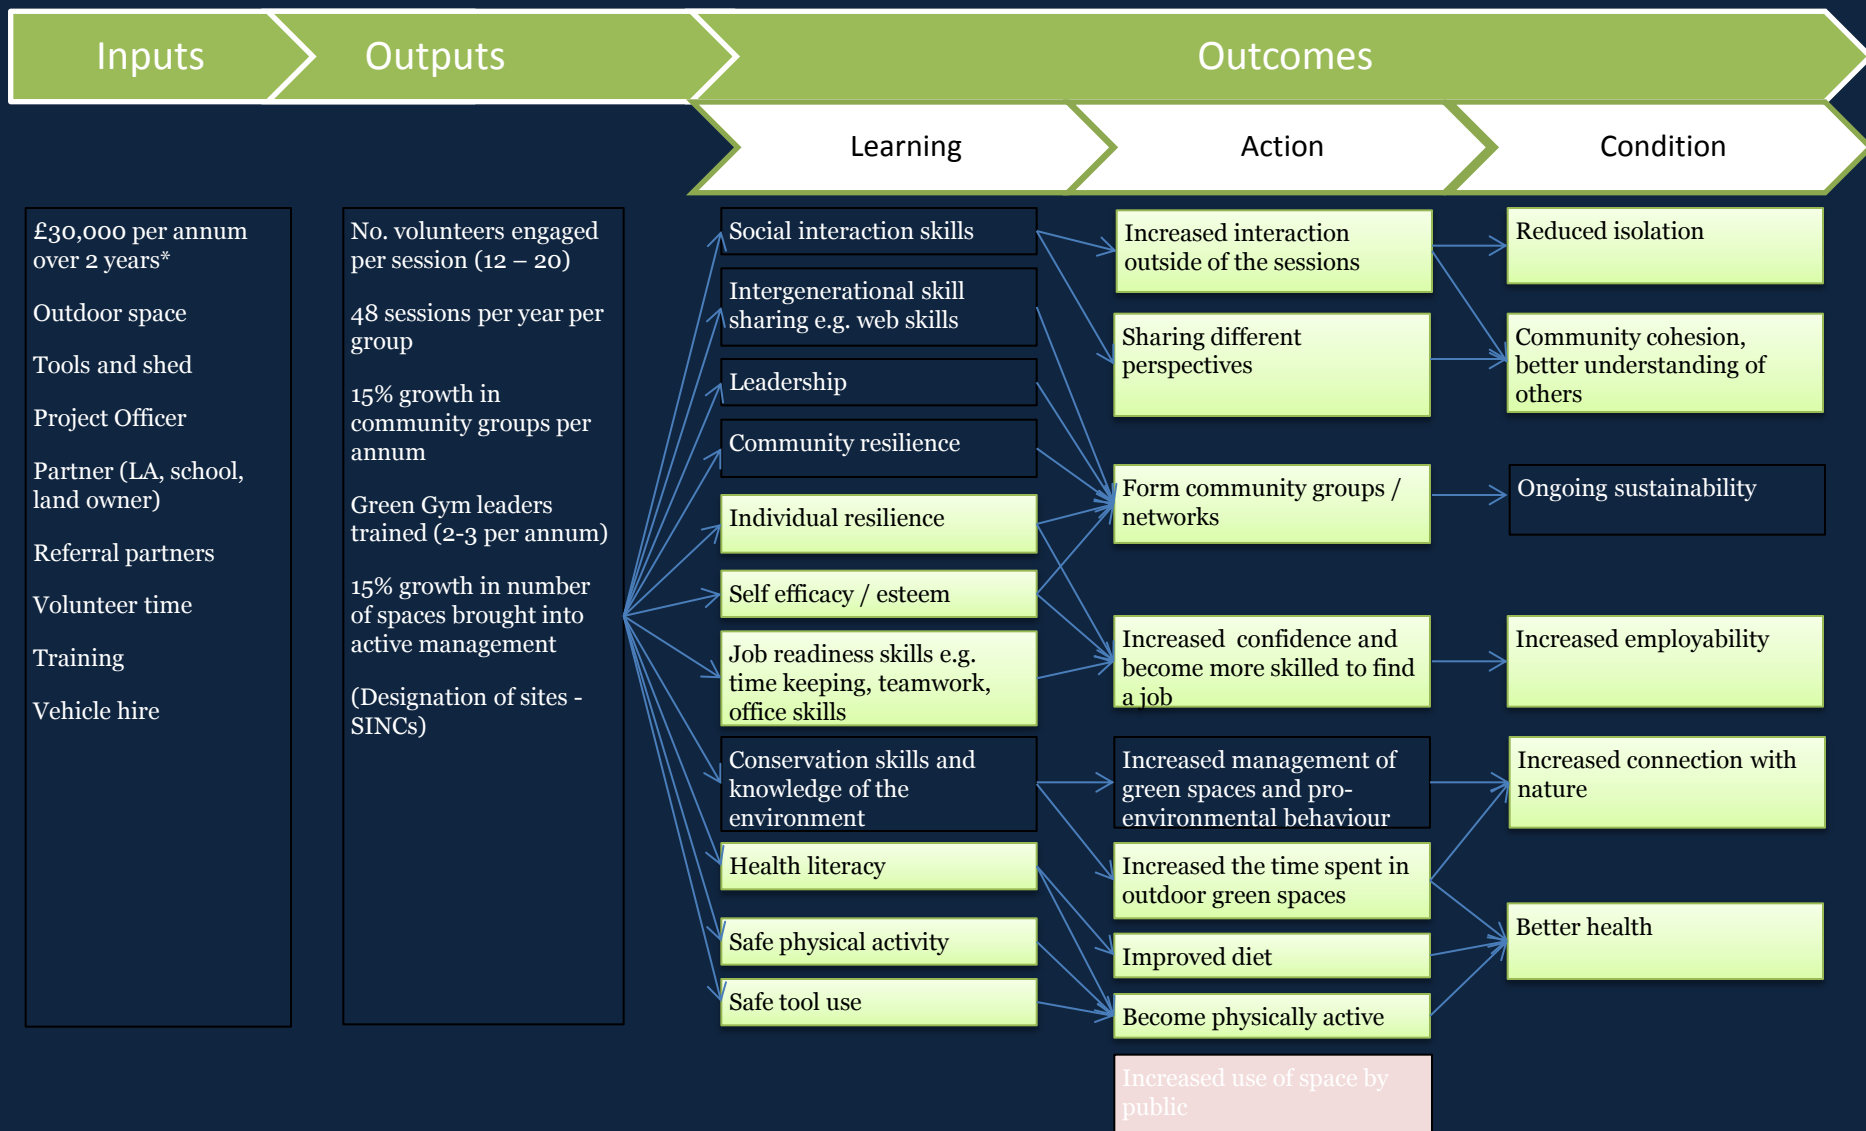 Inputs
Outputs
Outcomes
Learning
Action
Condition
£30,000 per annum
over 2 years*
Outdoor space
Tools and shed
Project Officer
Partner (LA, school,
land owner)
Referral partners
Volunteer time
Training
Vehicle hire
No. volunteers engaged
per session (12 – 20)
48 sessions per year per
group
15% growth in
community groups per
annum
Green Gym leaders
trained (2-3 per annum)
15% growth in number
of spaces brought into
active management
(Designation of sites -
SINCs)
Social interaction skills
Intergenerational skill
sharing e.g. web skills
Leadership
Community resilience
Individual resilience
Self efficacy / esteem
Job readiness skills e.g.
time keeping, teamwork,
office skills
Conservation skills and
knowledge of the
environment
Health literacy
Safe physical activity
Safe tool use
Increased interaction
outside of the sessions
Sharing different
perspectives
Form community groups /
networks
Increased  confidence and
become more skilled to find
a job
Increased management of
green spaces and pro-
environmental behaviour
Increased the time spent in
outdoor green spaces
Improved diet
Become physically active
Increased use of space by
public
Reduced isolation
Community cohesion,
better understanding of
others
Ongoing sustainability
Increased employability
Increased connection with
nature
Better health